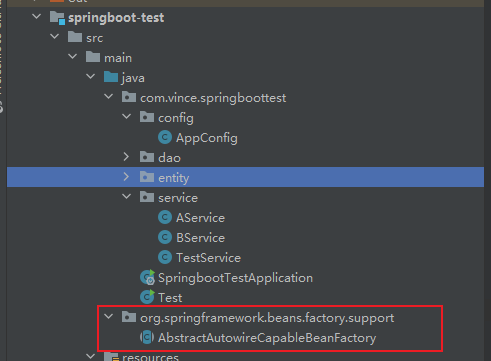 springboot-test
src
main
java
com.vince.springboottest
config
AppConfig
dao
entity
service
AService
BService
TestService
SpringbootTestApplication
Test
org.springframework.beans.factory.support
AbstractAutowireCapableBeanFactory
resources